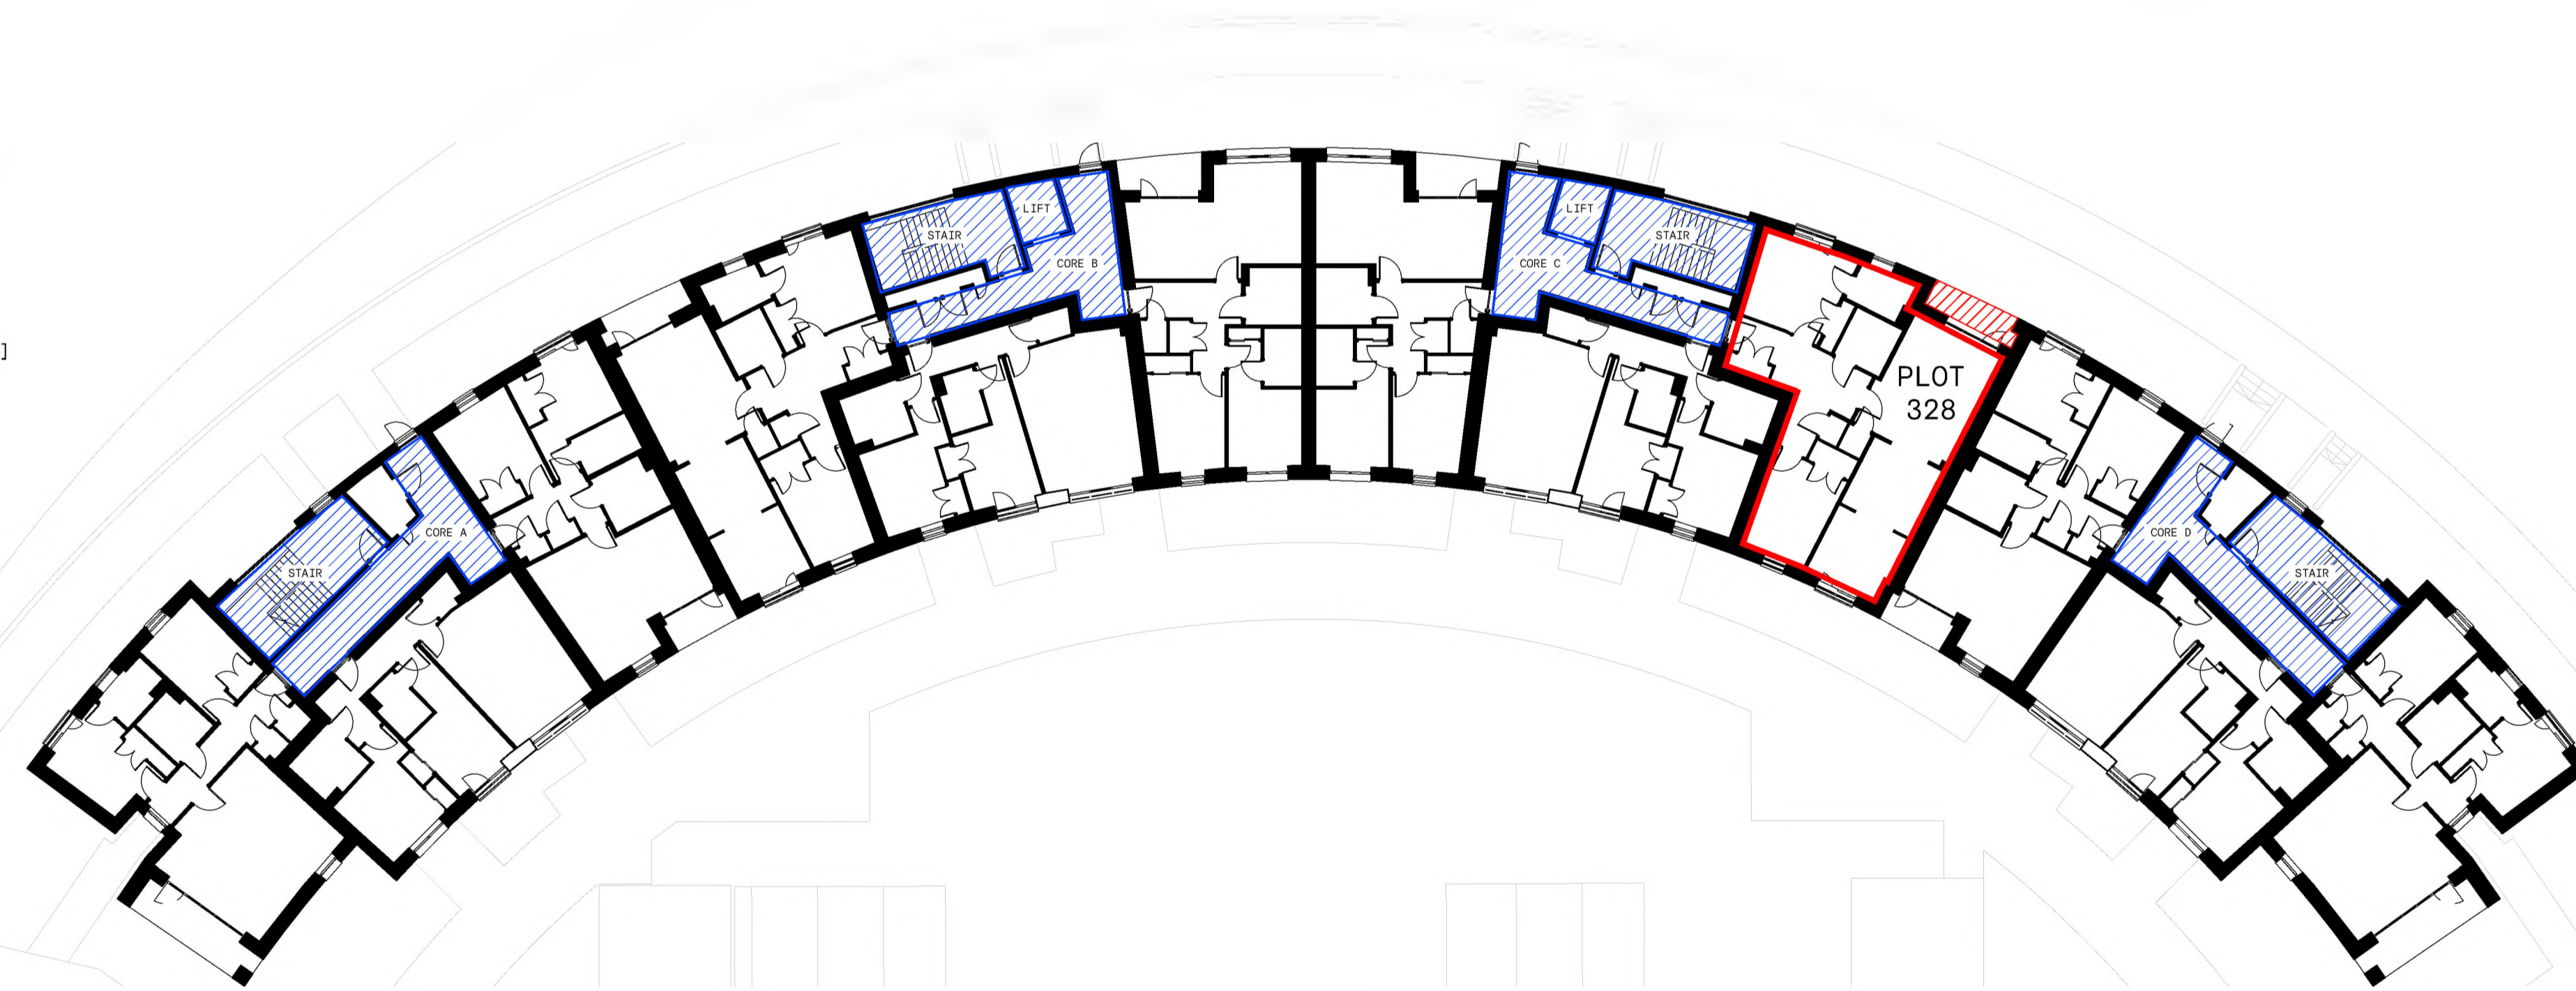 ]
LIFT
STAIR
CORE B
LIFT
STAIR
CORE C
PLOT
328
CORE A
STAIR
CORE D
STAIR